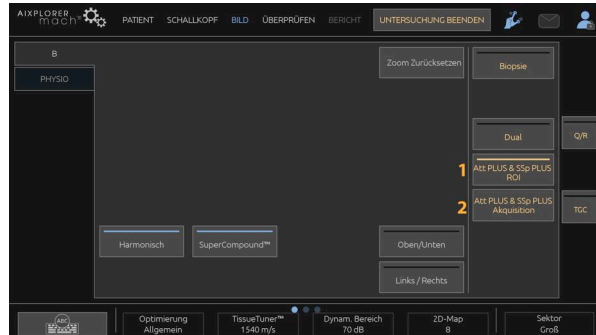 AIXPLORER
mach®
PATIENT SCHALLKOPF BILD ÜBERPRÜFEN BERICHT UNTERSUCHUNG BEENDEN
B
PHYSIO
Zoom Zurücksetzen
Biopsie
Dual
Q/R
1
Att PLUS & SSp PLUS
ROI
2
Att PLUS & SSp PLUS
Akquisition
TGC
Harmonisch
SuperCompound™
Oben/Unten
Links / Rechts
ABC
Optimierung
Allgemein
TissueTuner™
1540 m/s
Dynam. Bereich
70 dB
2D-Map
8
Sektor
Groß